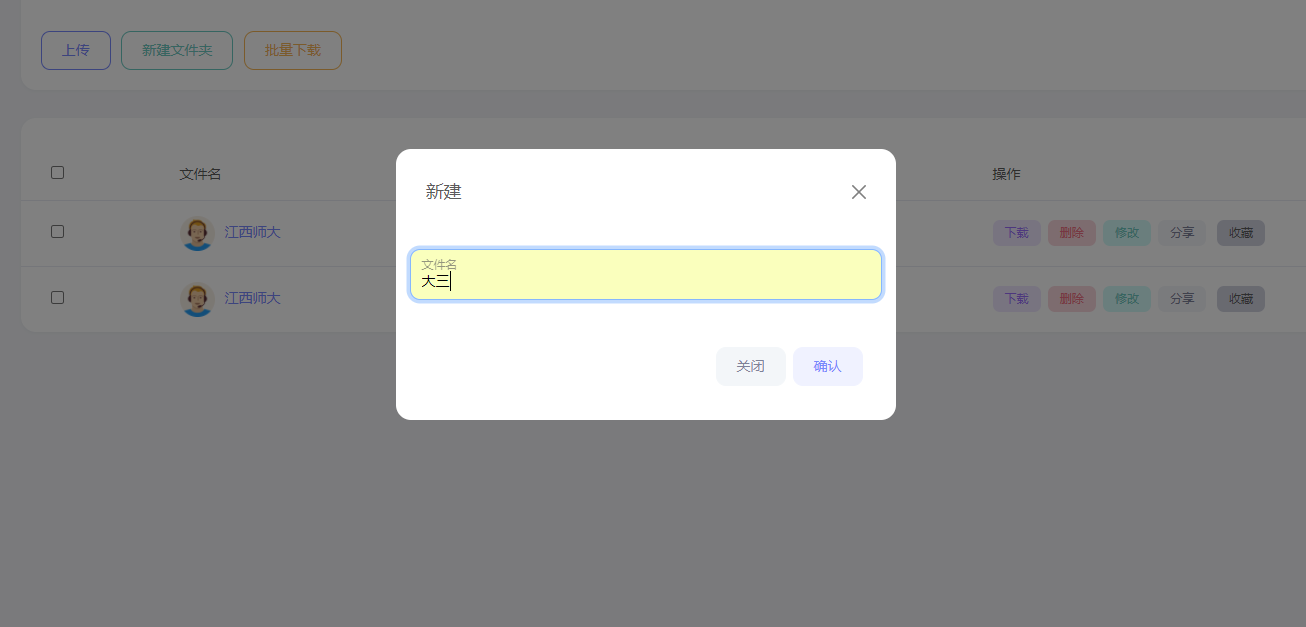 上传 新建文件夹 批量下载
文件名 操作
江西师大 下载 删除 修改 分享 收藏
江西师大 下载 删除 修改 分享 收藏
新建
文件名
大三
关闭 确认